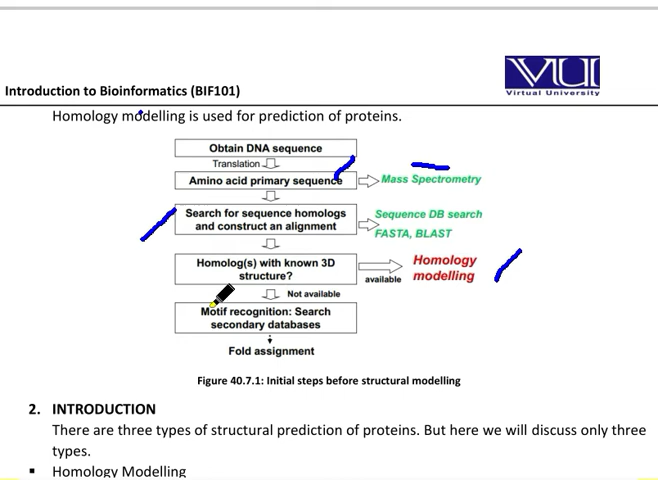 VU
Virtual University
Introduction to Bioinformatics (BIF101)
Homology modelling is used for prediction of proteins.
Obtain DNA sequence
Translation
Amino acid primary sequence
Mass Spectrometry
Search for sequence homologs
and construct an alignment
Sequence DB search
FASTA, BLAST
Homolog(s) with known 3D
structure?
available
Homology
modelling
Not available
Motif recognition: Search
secondary databases
Fold assignment
Figure 40.7.1: Initial steps before structural modelling
2. INTRODUCTION
There are three types of structural prediction of proteins. But here we will discuss only three
types.
▪ Homology Modelling